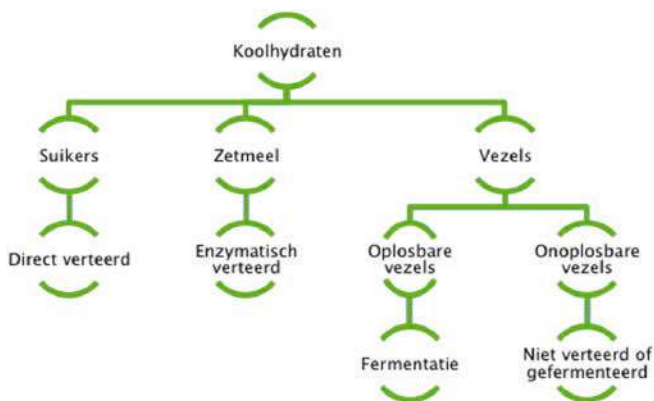 Koolhydraten
Suikers
Zetmeel
Vezels
Direct verteerd
Enzymatisch
verteerd
Oplosbare
vezels
Onoplosbare
vezels
Fermentatie
Niet verteerd of
gefermenteerd